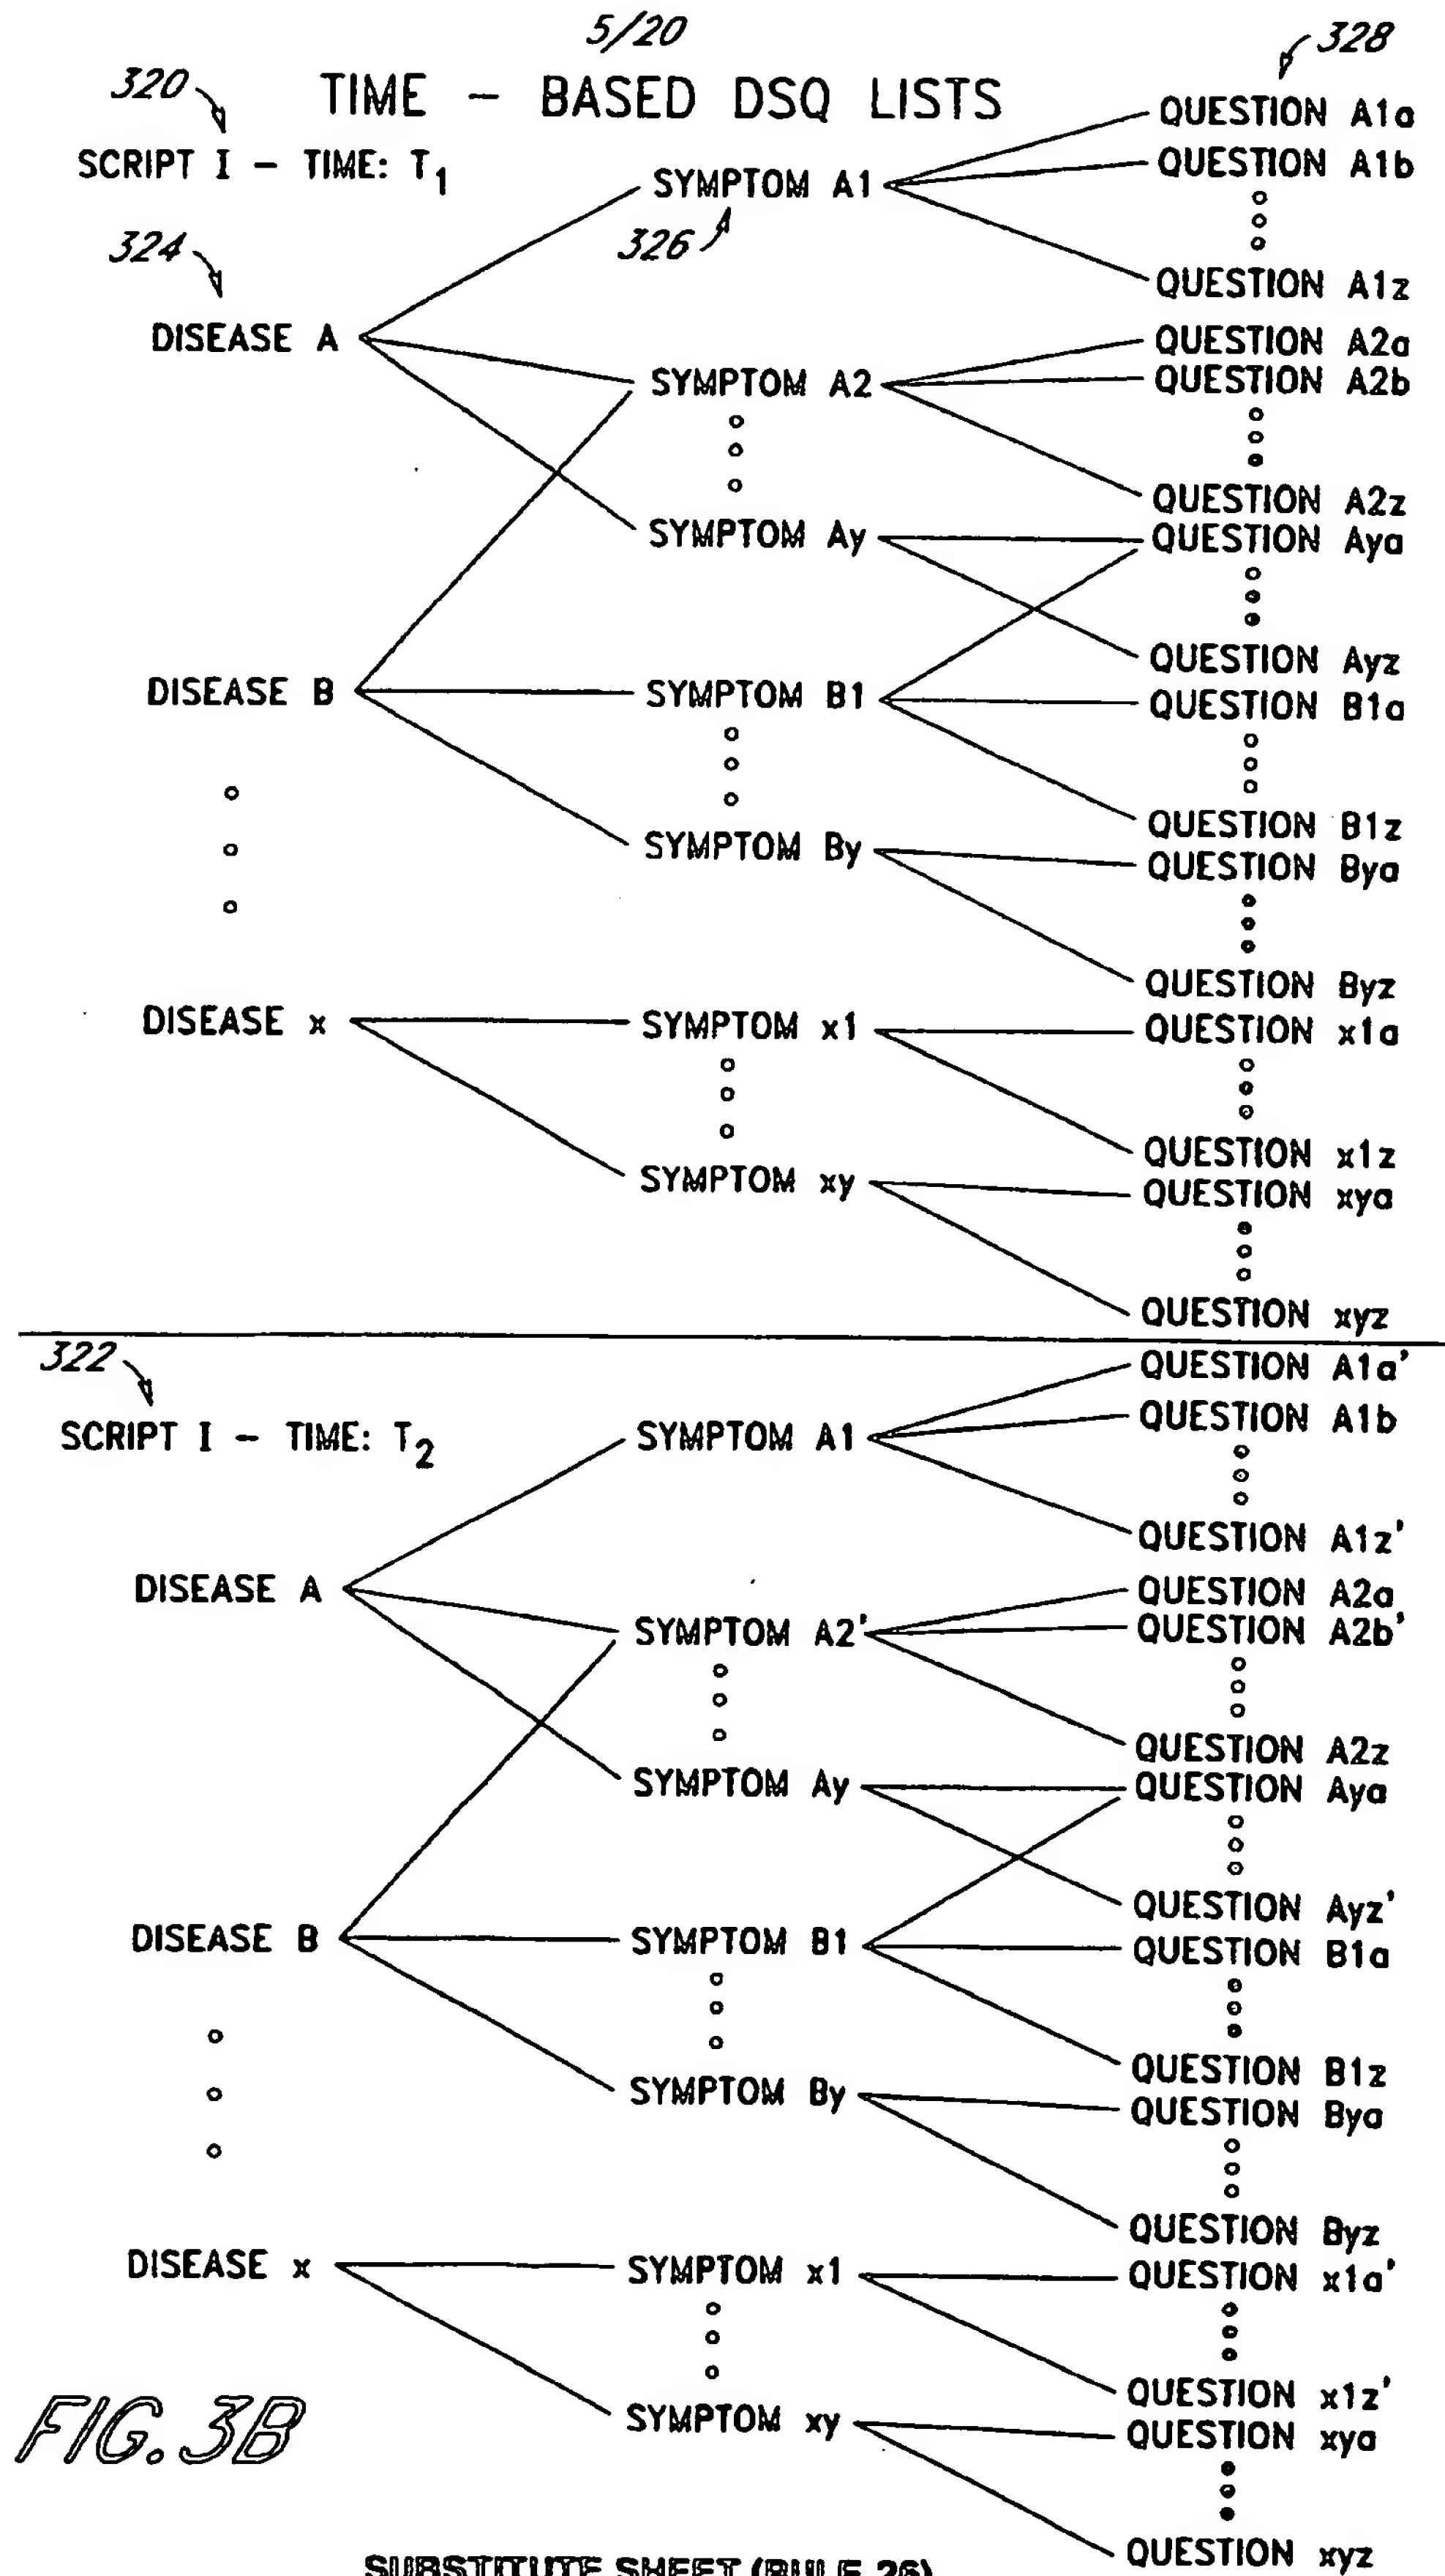 5/20
328
320
TIME - BASED DSQ LISTS
QUESTION A1a
SCRIPT I - TIME: T1
QUESTION A1b
SYMPTOM A1
324
326
QUESTION A1z
DISEASE A
QUESTION A2a
SYMPTOM A2
QUESTION A2b
QUESTION A2z
SYMPTOM Ay
QUESTION Aya
QUESTION Ayz
DISEASE B
SYMPTOM B1
QUESTION B1a
QUESTION B1z
SYMPTOM By
QUESTION Bya
QUESTION Byz
DISEASE x
SYMPTOM x1
QUESTION x1a
QUESTION x1z
SYMPTOM xy
QUESTION xya
QUESTION xyz
322
QUESTION A1a'
QUESTION A1b
SCRIPT I - TIME: T2
SYMPTOM A1
QUESTION A1z'
DISEASE A
QUESTION A2a
SYMPTOM A2'
QUESTION A2b'
QUESTION A2z
SYMPTOM Ay
QUESTION Aya
QUESTION Ayz'
DISEASE B
SYMPTOM B1
QUESTION B1a
QUESTION B1z
SYMPTOM By
QUESTION Bya
QUESTION Byz
DISEASE x
SYMPTOM x1
QUESTION x1a'
QUESTION x1z'
FIG. 3B
SYMPTOM xy
QUESTION xya
QUESTION xyz
SUBSTITUTE SHEET (RULE 26)